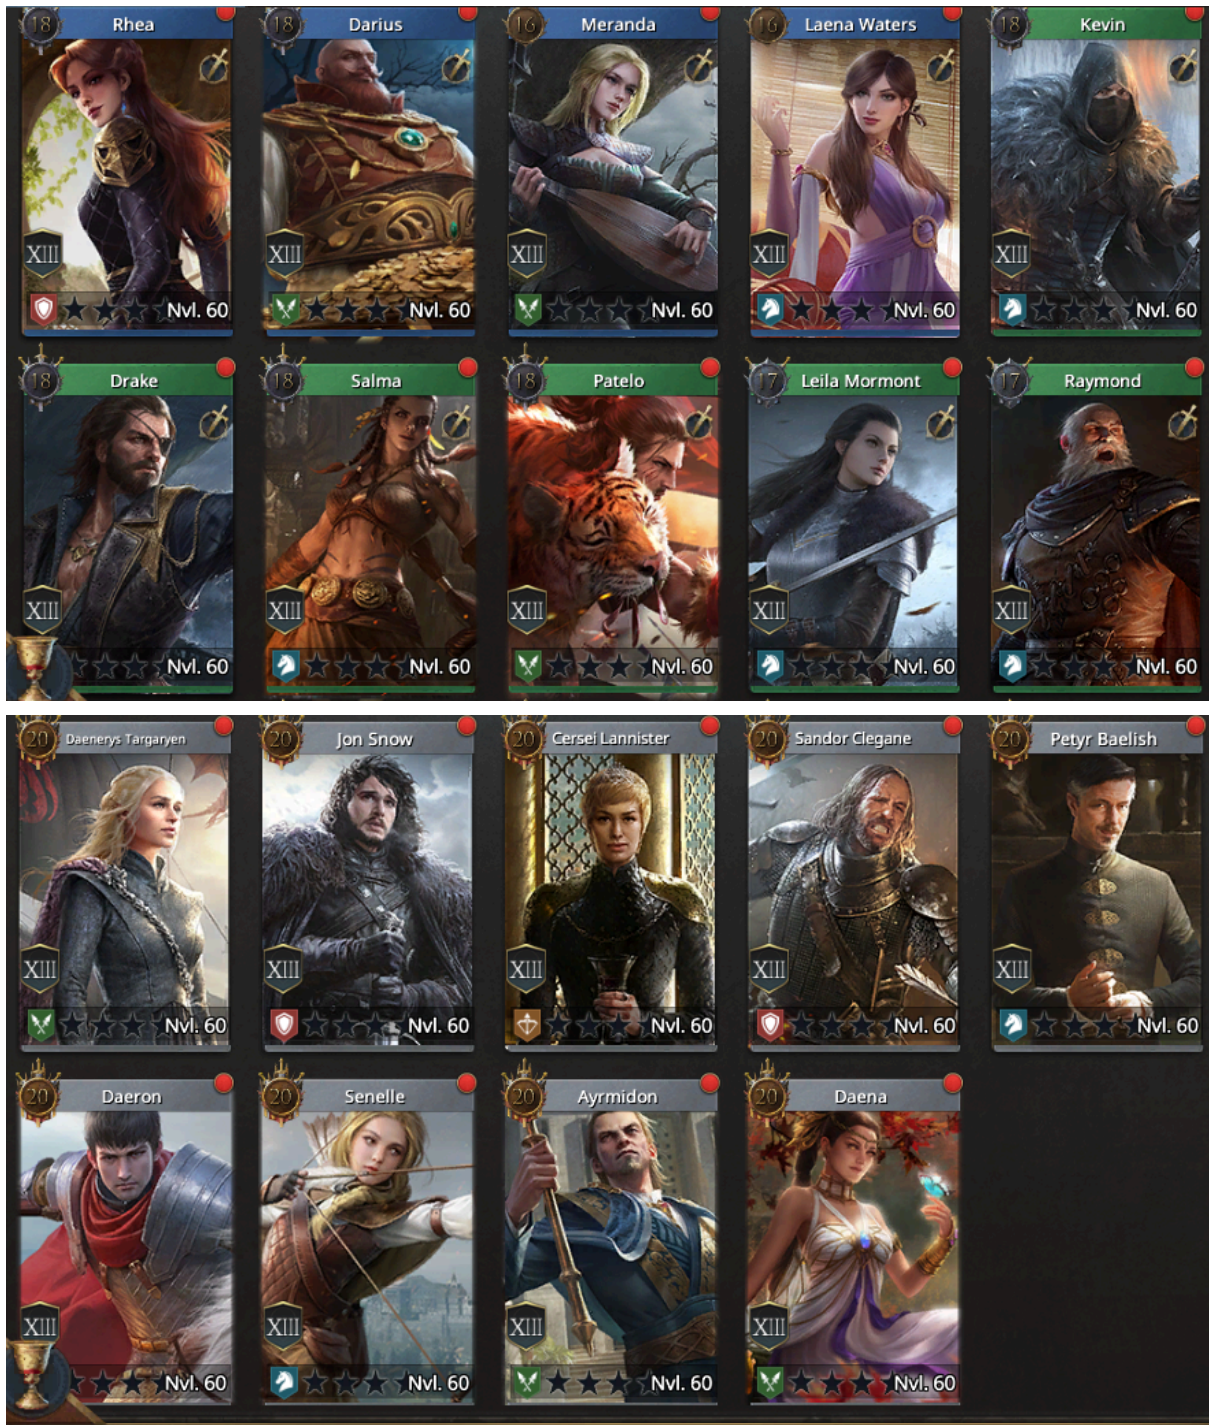 18 Rhea
18 Darius
16 Meranda
16 Laena Waters
18 Kevin
XIII XIII XIII XIII XIII
Nvl. 60 Nvl. 60 Nvl. 60 Nvl. 60 Nvl. 60
18 Drake
18 Salma
18 Patelo
17 Leila Mormont
17 Raymond
XIII XIII XIII XIII XIII
Nvl. 60 Nvl. 60 Nvl. 60 Nvl. 60 Nvl. 60
20 Daenerys Targaryen
20 Jon Snow
20 Cersei Lannister
20 Sandor Clegane
20 Petyr Baelish
XIII XIII XIII XIII XIII
Nvl. 60 Nvl. 60 Nvl. 60 Nvl. 60 Nvl. 60
20 Daeron
20 Senelle
20 Ayrmidon
20 Daena
XIII XIII XIII XIII
Nvl. 60 Nvl. 60 Nvl. 60 Nvl. 60